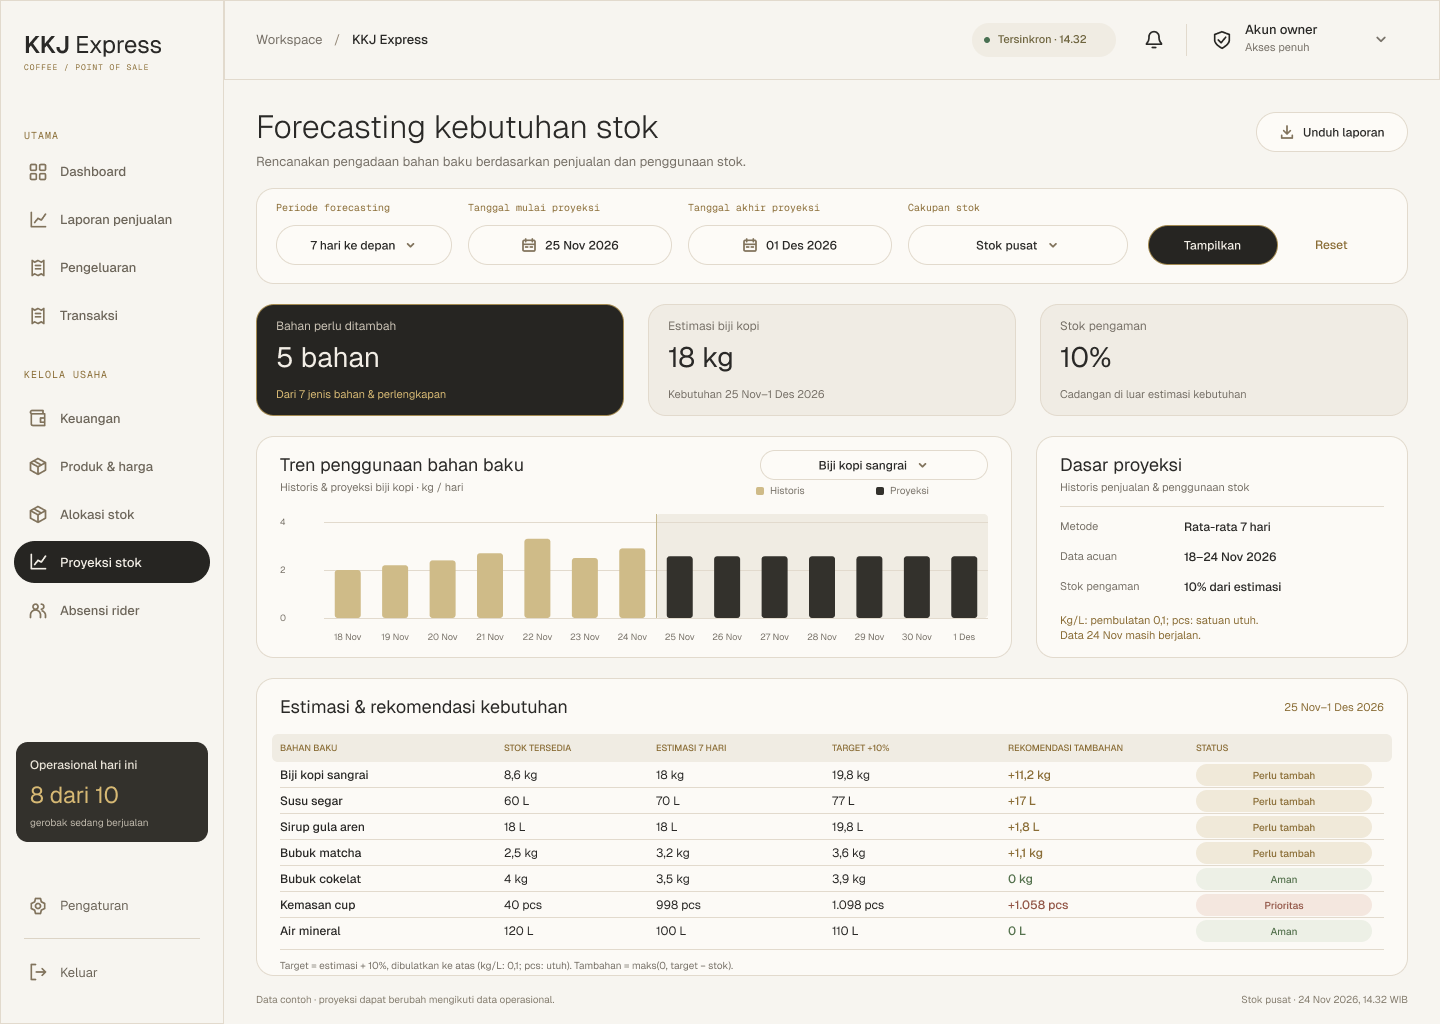 KKJ Express
COFFEE / POINT OF SALE
UTAMA
Dashboard
Laporan penjualan
Pengeluaran
Transaksi
KELOLA USAHA
Keuangan
Produk & harga
Alokasi stok
Proyeksi stok
Absensi rider
Operasional hari ini
8 dari 10
gerobak sedang berjualan
Pengaturan
Keluar
Workspace / KKJ Express
Tersinkron · 14.32
Akun owner
Akses penuh
Forecasting kebutuhan stok
Rencanakan pengadaan bahan baku berdasarkan penjualan dan penggunaan stok.
Unduh laporan
Periode forecasting Tanggal mulai proyeksi Tanggal akhir proyeksi Cakupan stok
7 hari ke depan 25 Nov 2026 01 Des 2026 Stok pusat Tampilkan Reset
Bahan perlu ditambah
5 bahan
Dari 7 jenis bahan & perlengkapan
Estimasi biji kopi
18 kg
Kebutuhan 25 Nov–1 Des 2026
Stok pengaman
10%
Cadangan di luar estimasi kebutuhan
Tren penggunaan bahan baku
Historis & proyeksi biji kopi · kg / hari
Biji kopi sangrai
Historis Proyeksi
4
2
0
18 Nov 19 Nov 20 Nov 21 Nov 22 Nov 23 Nov 24 Nov 25 Nov 26 Nov 27 Nov 28 Nov 29 Nov 30 Nov 1 Des
Dasar proyeksi
Historis penjualan & penggunaan stok
Metode Rata-rata 7 hari
Data acuan 18–24 Nov 2026
Stok pengaman 10% dari estimasi
Kg/L: pembulatan 0,1; pcs: satuan utuh.
Data 24 Nov masih berjalan.
Estimasi & rekomendasi kebutuhan
25 Nov–1 Des 2026
BAHAN BAKU STOK TERSEDIA ESTIMASI 7 HARI TARGET +10% REKOMENDASI TAMBAHAN STATUS
Biji kopi sangrai 8,6 kg 18 kg 19,8 kg +11,2 kg Perlu tambah
Susu segar 60 L 70 L 77 L +17 L Perlu tambah
Sirup gula aren 18 L 18 L 19,8 L +1,8 L Perlu tambah
Bubuk matcha 2,5 kg 3,2 kg 3,6 kg +1,1 kg Perlu tambah
Bubuk cokelat 4 kg 3,5 kg 3,9 kg 0 kg Aman
Kemasan cup 40 pcs 998 pcs 1.098 pcs +1.058 pcs Prioritas
Air mineral 120 L 100 L 110 L 0 L Aman
Target = estimasi + 10%, dibulatkan ke atas (kg/L: 0,1; pcs: utuh). Tambahan = maks(0, target − stok).
Data contoh · proyeksi dapat berubah mengikuti data operasional.
Stok pusat · 24 Nov 2026, 14.32 WIB